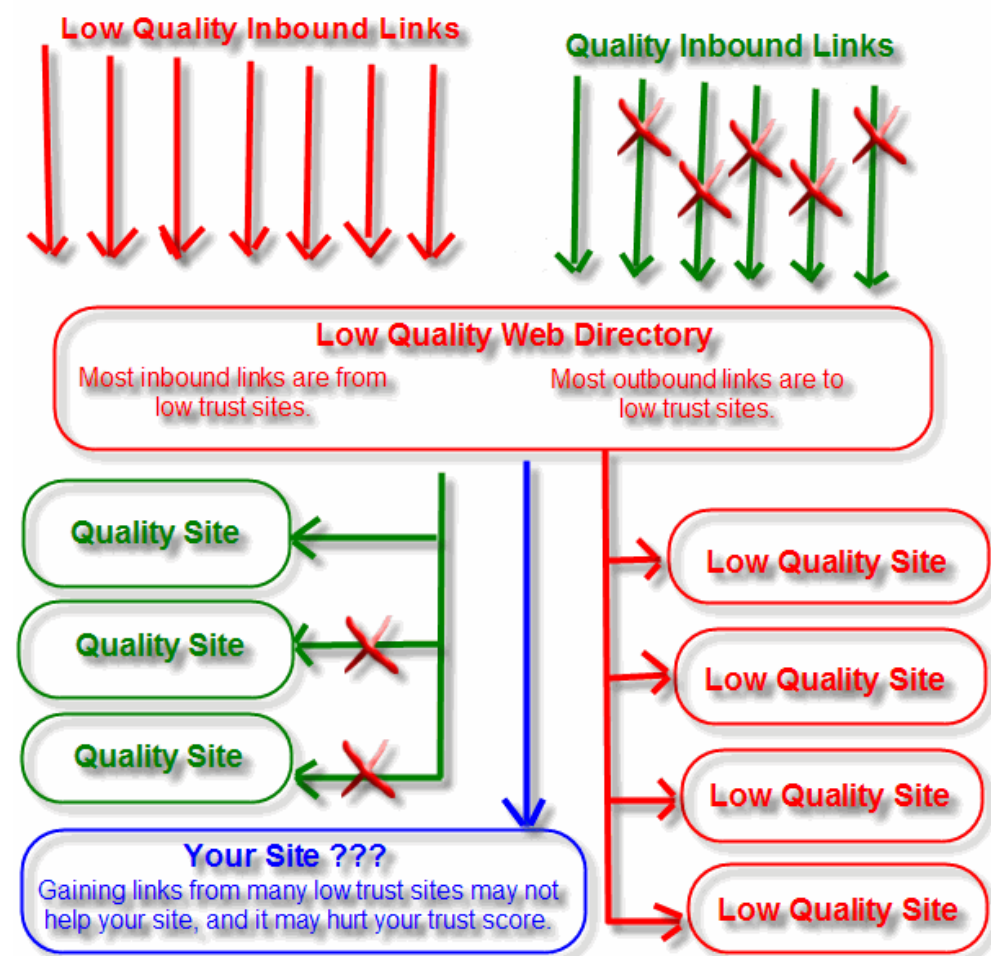 Low Quality Inbound Links
Quality Inbound Links
Low Quality Web Directory
Most inbound links are from
low trust sites.
Most outbound links are to
low trust sites.
Quality Site
Quality Site
Quality Site
Low Quality Site
Low Quality Site
Low Quality Site
Low Quality Site
Your Site ???
Gaining links from many low trust sites may not
help your site, and it may hurt your trust score.